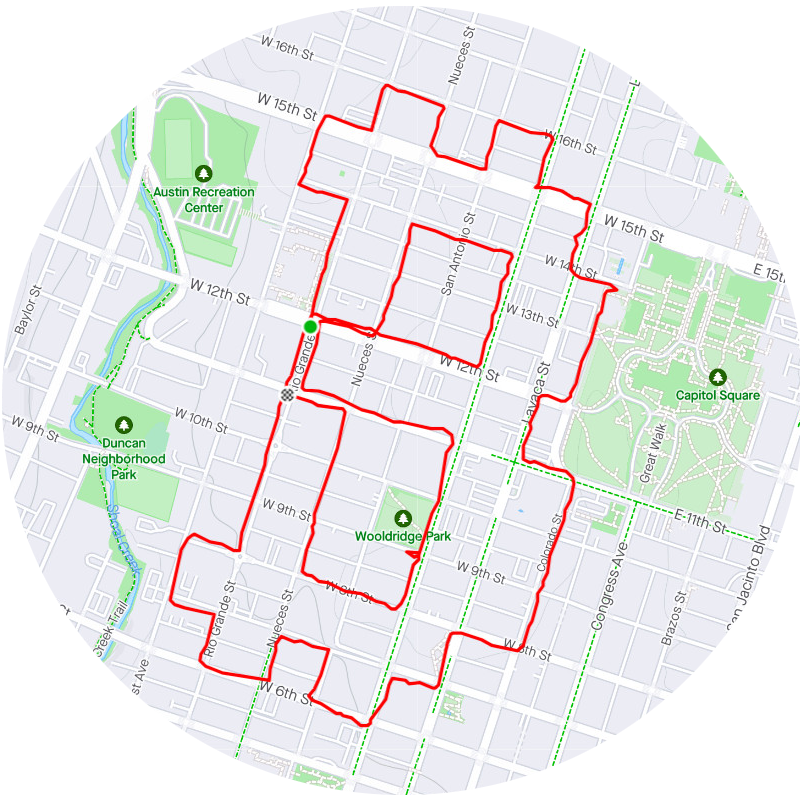 W 16th St
Nueces St
W 15th St
W 16th St
Austin Recreation
Center
W 15th St
E 15th
San Antonio St
W 14th St
W 12th St
Baylor St
W 13th St
Rio Grande
Nueces S
W 12th St
Lavaca St
Capitol Square
W 10th St
W 9th St
Duncan
Neighborhood
Park
Great Walk
W 9th St
Wooldridge Park
E 11th St
Shoal Creek
Colorado St
W 9th St
San Jacinto Blvd
Congress Ave
Brazos St
W 8th St
Rio Grande St
Nueces St
Creek Trail
W 8th St
st Ave
W 6th St